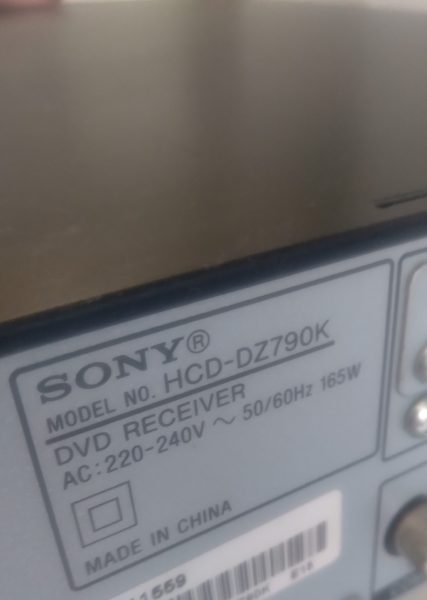 SONY®
MODEL NO. HCD-DZ790K
DVD RECEIVER
AC: 220-240V ~ 50/60Hz 165W
MADE IN CHINA